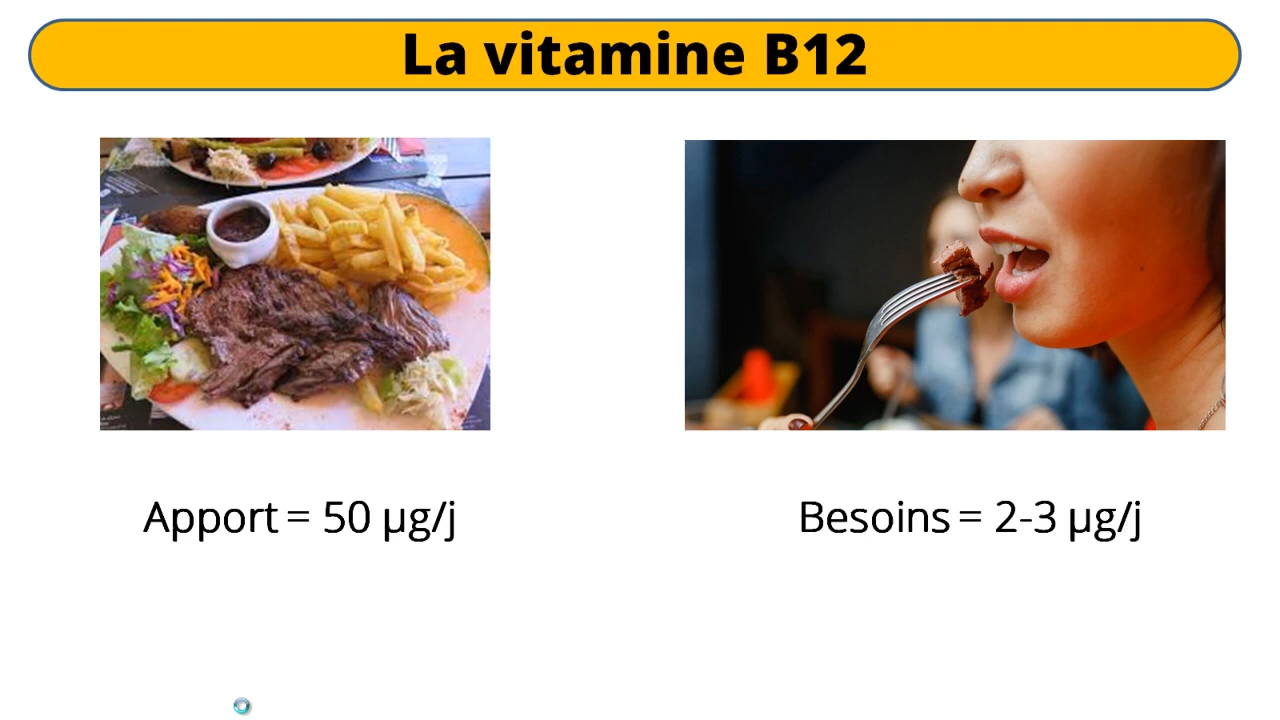 La vitamine B12
Apport = 50 µg/j
Besoins = 2-3 µg/j